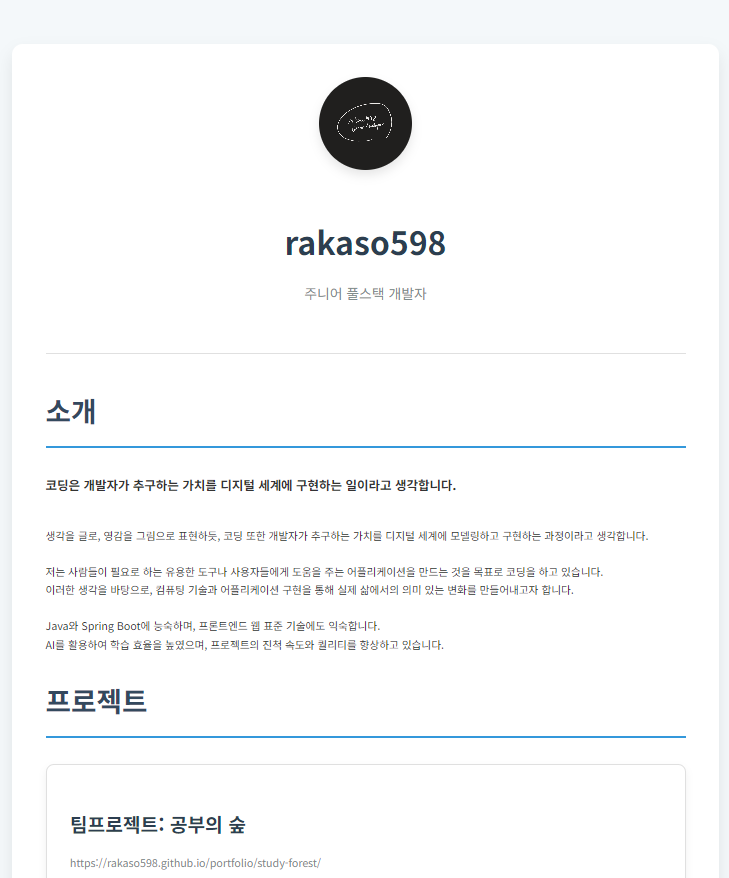 rakaso598
주니어 풀스택 개발자
소개
코딩은 개발자가 추구하는 가치를 디지털 세계에 구현하는 일이라고 생각합니다.
생각을 글로, 영감을 그림으로 표현하듯, 코딩 또한 개발자가 추구하는 가치를 디지털 세계에 모델링하고 구현하는 과정이라고 생각합니다.
저는 사람들이 필요로 하는 유용한 도구나 사용자들에게 도움을 주는 어플리케이션을 만드는 것을 목표로 코딩을 하고 있습니다.
이러한 생각을 바탕으로, 컴퓨팅 기술과 어플리케이션 구현을 통해 실제 삶에서의 의미 있는 변화를 만들어내고자 합니다.
Java와 Spring Boot에 능숙하며, 프론트엔드 웹 표준 기술에도 익숙합니다.
AI를 활용하여 학습 효율을 높였으며, 프로젝트의 진척 속도와 퀄리티를 향상하고 있습니다.
프로젝트
팀프로젝트: 공부의 숲
https://rakaso598.github.io/portfolio/study-forest/